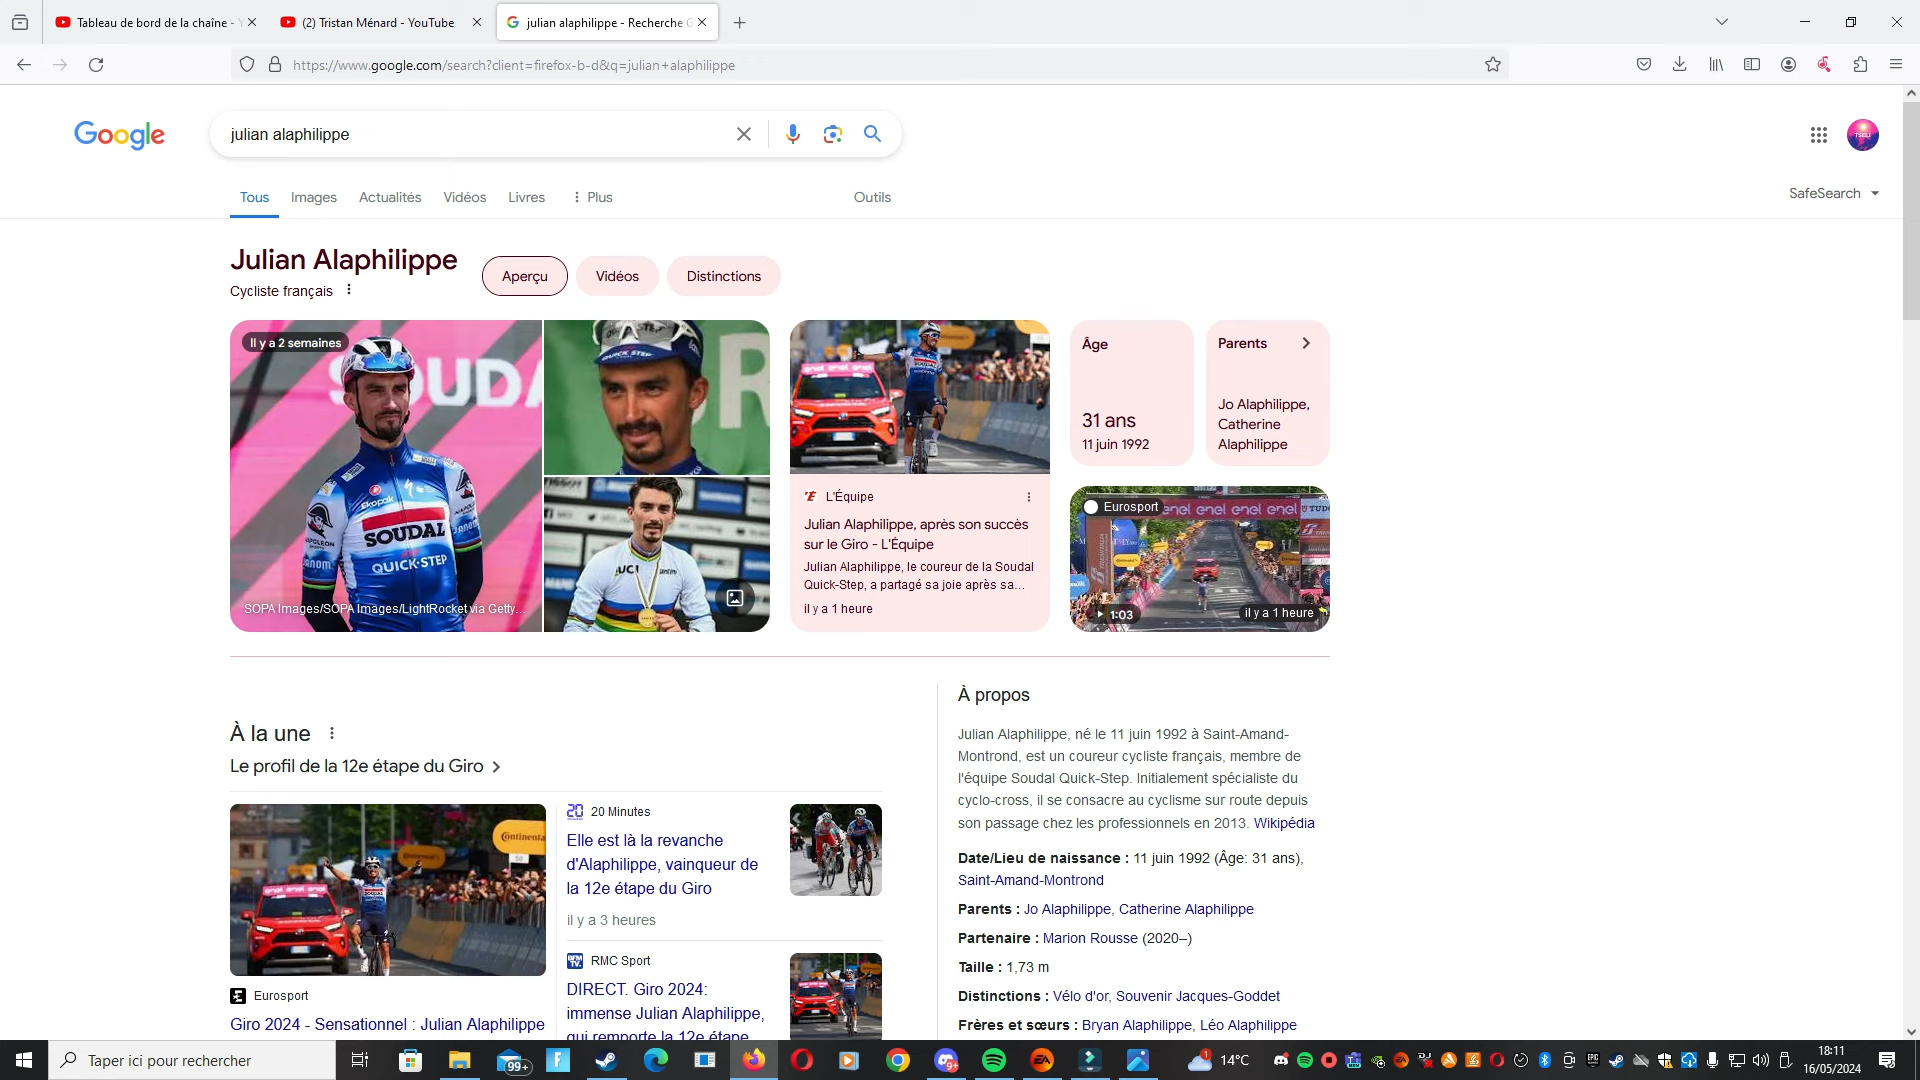 Tableau de bord de la chaîne -
(2) Tristan Ménard - YouTube
julian alaphilippe - Recherche G
https://www.google.com/search?client=firefox-b-d&q=julian+alaphilippe
Google
julian alaphilippe
Tous
Images
Actualités
Vidéos
Livres
Plus
Outils
SafeSearch
Julian Alaphilippe
Cycliste français
Aperçu
Vidéos
Distinctions
Il y a 2 semaines
SOUDAL
QUICK-STEP
SOPA Images/SOPA Images/LightRocket via Getty...
L'Équipe
Julian Alaphilippe, après son succès
sur le Giro - L'Équipe
Julian Alaphilippe, le coureur de la Soudal
Quick-Step, a partagé sa joie après sa...
il y a 1 heure
Âge
31 ans
11 juin 1992
Parents
Jo Alaphilippe,
Catherine
Alaphilippe
Eurosport
enel enel enel
1:03
il y a 1 heure
À la une
Le profil de la 12e étape du Giro
Continental
Eurosport
Giro 2024 - Sensationnel : Julian Alaphilippe
20 Minutes
Elle est là la revanche
d'Alaphilippe, vainqueur de
la 12e étape du Giro
il y a 3 heures
RMC Sport
DIRECT. Giro 2024:
immense Julian Alaphilippe,
qui remporte la 12e étape
À propos
Julian Alaphilippe, né le 11 juin 1992 à Saint-Amand-
Montrond, est un coureur cycliste français, membre de
l'équipe Soudal Quick-Step. Initialement spécialiste du
cyclo-cross, il se consacre au cyclisme sur route depuis
son passage chez les professionnels en 2013. Wikipédia
Date/Lieu de naissance : 11 juin 1992 (Âge: 31 ans),
Saint-Amand-Montrond
Parents : Jo Alaphilippe, Catherine Alaphilippe
Partenaire : Marion Rousse (2020–)
Taille : 1,73 m
Distinctions : Vélo d'or, Souvenir Jacques-Goddet
Frères et sœurs : Bryan Alaphilippe, Léo Alaphilippe
Taper ici pour rechercher
99+
9+
1
14°C
18:11
16/05/2024